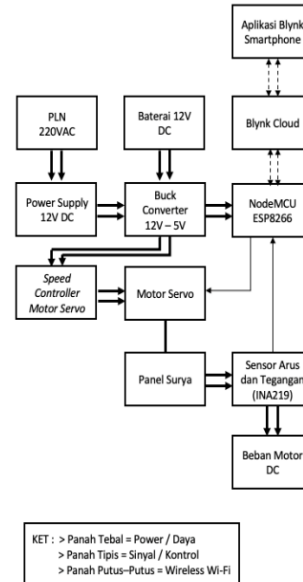 Aplikasi Blynk
Smartphone
PLN
220VAC
Baterai 12V
DC
Blynk Cloud
Power Supply
12V DC
Buck
Converter
12V – 5V
NodeMCU
ESP8266
Speed
Controller
Motor Servo
Motor Servo
Panel Surya
Sensor Arus
dan Tegangan
(INA219)
Beban Motor
DC
KET : > Panah Tebal = Power / Daya
> Panah Tipis = Sinyal / Kontrol
> Panah Putus–Putus = Wireless Wi-Fi